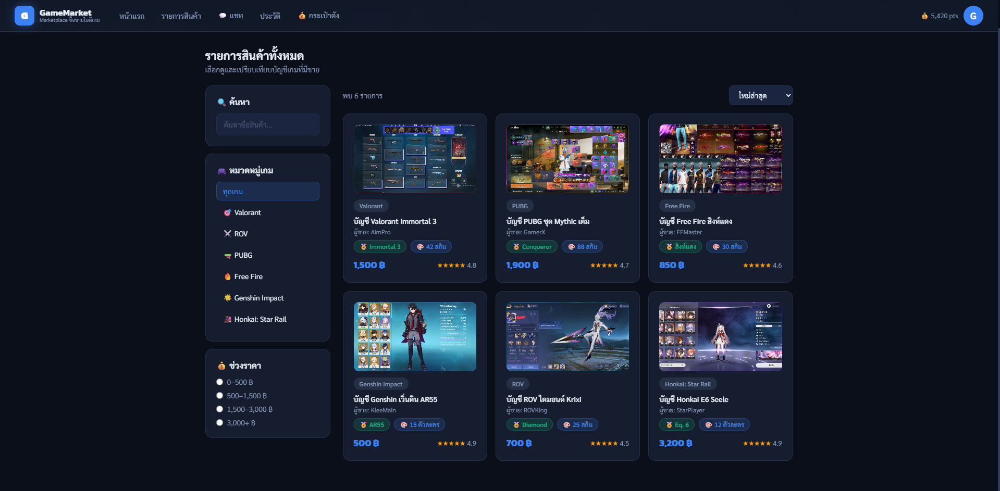 G
GameMarket
Marketplace ซื้อขายไอดีเกม
หน้าแรก
รายการสินค้า
💬 แชท
ประวัติ
💰 กระเป๋าตัง
💰 5,420 pts
G
รายการสินค้าทั้งหมด
เลือกดูและเปรียบเทียบบัญชีเกมที่มีขาย
🔍 ค้นหา
ค้นหาชื่อสินค้า...
🎮 หมวดหมู่เกม
ทุกเกม
🎯 Valorant
⚔️ ROV
🔫 PUBG
🔥 Free Fire
🌟 Genshin Impact
🚂 Honkai: Star Rail
💰 ช่วงราคา
0–500 ฿
500–1,500 ฿
1,500–3,000 ฿
3,000+ ฿
พบ 6 รายการ
ใหม่ล่าสุด
Valorant
บัญชี Valorant Immortal 3
ผู้ขาย: AimPro
🏅 Immortal 3
🎨 42 สกิน
1,500 ฿
★★★★★ 4.8
PUBG
บัญชี PUBG ชุด Mythic เต็ม
ผู้ขาย: GamerX
🏅 Conqueror
🎨 88 สกิน
1,900 ฿
★★★★★ 4.7
Free Fire
บัญชี Free Fire สิงห์แดง
ผู้ขาย: FFMaster
🏅 สิงห์แดง
🎨 30 สกิน
850 ฿
★★★★★ 4.6
Wriothesley
Genshin Impact
บัญชี Genshin เวิ่นดิน AR55
ผู้ขาย: KleeMain
🏅 AR55
🎨 15 ตัวละคร
500 ฿
★★★★★ 4.9
ROV
บัญชี ROV ไดมอนด์ Krixi
ผู้ขาย: ROVKing
🏅 Diamond
🎨 25 สกิน
700 ฿
★★★★★ 4.5
Honkai: Star Rail
บัญชี Honkai E6 Seele
ผู้ขาย: StarPlayer
🏅 Eq. 6
🎨 12 ตัวละคร
3,200 ฿
★★★★★ 4.9